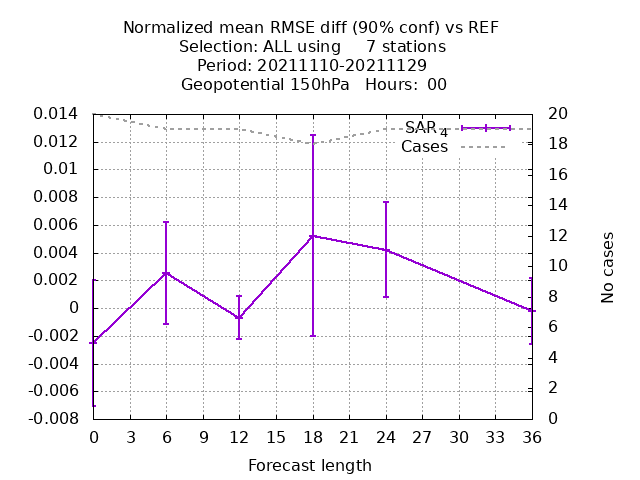 Normalized mean RMSE diff (90% conf) vs REF
Selection: ALL using     7 stations
Period: 20211110-20211129
Geopotential 150hPa   Hours:  00
0.014
0.012
0.01
0.008
0.006
0.004
0.002
0
-0.002
-0.004
-0.006
-0.008
SAR 4
Cases
20
18
16
14
12
10
8
6
4
2
0
No cases
0 3 6 9 12 15 18 21 24 27 30 33 36
Forecast length